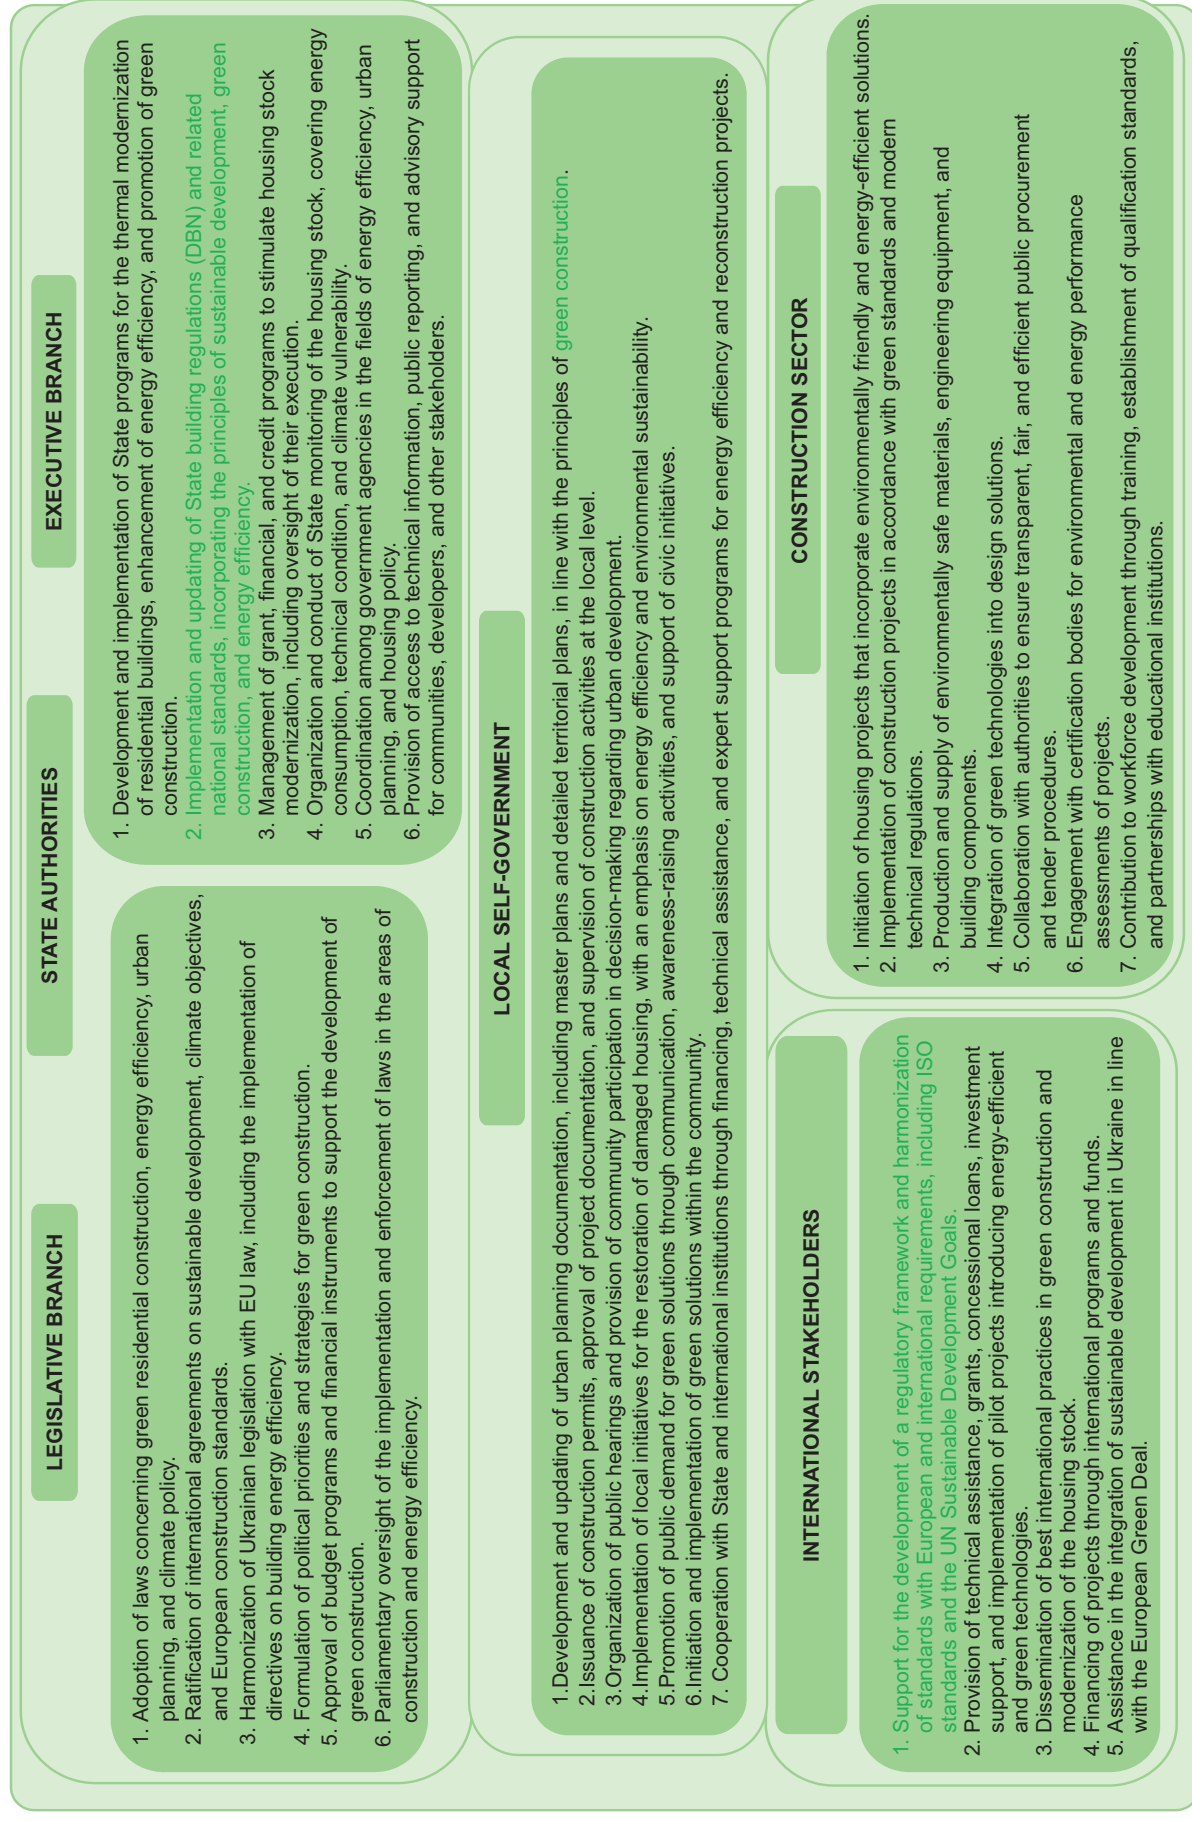 STATE AUTHORITIES
LEGISLATIVE BRANCH
1. Adoption of laws concerning green residential construction, energy efficiency, urban
planning, and climate policy.
2. Ratification of international agreements on sustainable development, climate objectives,
and European construction standards.
3. Harmonization of Ukrainian legislation with EU law, including the implementation of
directives on building energy efficiency.
4. Formulation of political priorities and strategies for green construction.
5. Approval of budget programs and financial instruments to support the development of
green construction.
6. Parliamentary oversight of the implementation and enforcement of laws in the areas of
construction and energy efficiency.
EXECUTIVE BRANCH
1. Development and implementation of State programs for the thermal modernization
of residential buildings, enhancement of energy efficiency, and promotion of green
construction.
2. Implementation and updating of State building regulations (DBN) and related
national standards, incorporating the principles of sustainable development, green
construction, and energy efficiency.
3. Management of grant, financial, and credit programs to stimulate housing stock
modernization, including oversight of their execution.
4. Organization and conduct of State monitoring of the housing stock, covering energy
consumption, technical condition, and climate vulnerability.
5. Coordination among government agencies in the fields of energy efficiency, urban
planning, and housing policy.
6. Provision of access to technical information, public reporting, and advisory support
for communities, developers, and other stakeholders.
LOCAL SELF-GOVERNMENT
1.Development and updating of urban planning documentation, including master plans and detailed territorial plans, in line with the principles of green construction.
2.Issuance of construction permits, approval of project documentation, and supervision of construction activities at the local level.
3.Organization of public hearings and provision of community participation in decision-making regarding urban development.
4.Implementation of local initiatives for the restoration of damaged housing, with an emphasis on energy efficiency and environmental sustainability.
5.Promotion of public demand for green solutions through communication, awareness-raising activities, and support of civic initiatives.
6.Initiation and implementation of green solutions within the community.
7. Cooperation with State and international institutions through financing, technical assistance, and expert support programs for energy efficiency and reconstruction projects.
INTERNATIONAL STAKEHOLDERS
1. Support for the development of a regulatory framework and harmonization
of standards with European and international requirements, including ISO
standards and the UN Sustainable Development Goals.
2. Provision of technical assistance, grants, concessional loans, investment
support, and implementation of pilot projects introducing energy-efficient
and green technologies.
3. Dissemination of best international practices in green construction and
modernization of the housing stock.
4. Financing of projects through international programs and funds.
5. Assistance in the integration of sustainable development in Ukraine in line
with the European Green Deal.
CONSTRUCTION SECTOR
1. Initiation of housing projects that incorporate environmentally friendly and energy-efficient solutions.
2. Implementation of construction projects in accordance with green standards and modern
technical regulations.
3. Production and supply of environmentally safe materials, engineering equipment, and
building components.
4. Integration of green technologies into design solutions.
5. Collaboration with authorities to ensure transparent, fair, and efficient public procurement
and tender procedures.
6. Engagement with certification bodies for environmental and energy performance
assessments of projects.
7. Contribution to workforce development through training, establishment of qualification standards,
and partnerships with educational institutions.